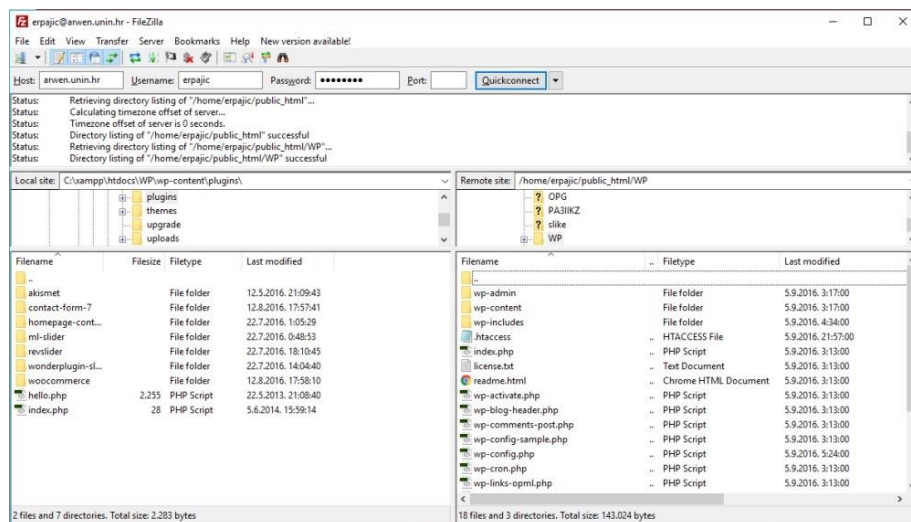 erpajic@arwen.unin.hr - FileZilla
File Edit View Transfer Server Bookmarks Help New version available!
Host: arwen.unin.hr Username: erpajic Password: ●●●●●●●● Port: Quickconnect
Status: Retrieving directory listing of "/home/erpajic/public_html"...
Status: Calculating timezone offset of server...
Status: Timezone offset of server is 0 seconds.
Status: Directory listing of "/home/erpajic/public_html" successful
Status: Retrieving directory listing of "/home/erpajic/public_html/WP"...
Status: Directory listing of "/home/erpajic/public_html/WP" successful
Local site: C:\xampp\htdocs\WP\wp-content\plugins\
plugins
themes
upgrade
uploads
Filename Filesize Filetype Last modified
..
akismet File folder 12.5.2016. 21:09:43
contact-form-7 File folder 12.8.2016. 17:57:41
homepage-cont... File folder 22.7.2016. 1:05:29
ml-slider File folder 22.7.2016. 0:48:53
revslider File folder 22.7.2016. 18:10:45
wonderplugin-sl... File folder 22.7.2016. 14:04:40
woocommerce File folder 12.8.2016. 17:58:10
hello.php 2.255 PHP Script 22.5.2013. 21:08:40
index.php 28 PHP Script 5.6.2014. 15:59:14
2 files and 7 directories. Total size: 2.283 bytes
Remote site: /home/erpajic/public_html/WP
? OPG
? PA3IIKZ
? slike
WP
Filename .. Filetype Last modified
..
wp-admin File folder 5.9.2016. 3:17:00
wp-content File folder 5.9.2016. 3:17:00
wp-includes File folder 5.9.2016. 4:34:00
.htaccess .. HTACCESS File 5.9.2016. 21:57:00
index.php .. PHP Script 5.9.2016. 3:13:00
license.txt .. Text Document 5.9.2016. 3:13:00
readme.html .. Chrome HTML Document 5.9.2016. 3:13:00
wp-activate.php .. PHP Script 5.9.2016. 3:13:00
wp-blog-header.php .. PHP Script 5.9.2016. 3:13:00
wp-comments-post.php .. PHP Script 5.9.2016. 3:13:00
wp-config-sample.php .. PHP Script 5.9.2016. 3:13:00
wp-config.php .. PHP Script 5.9.2016. 5:24:00
wp-cron.php .. PHP Script 5.9.2016. 3:13:00
wp-links-opml.php .. PHP Script 5.9.2016. 3:13:00
18 files and 3 directories. Total size: 143.024 bytes